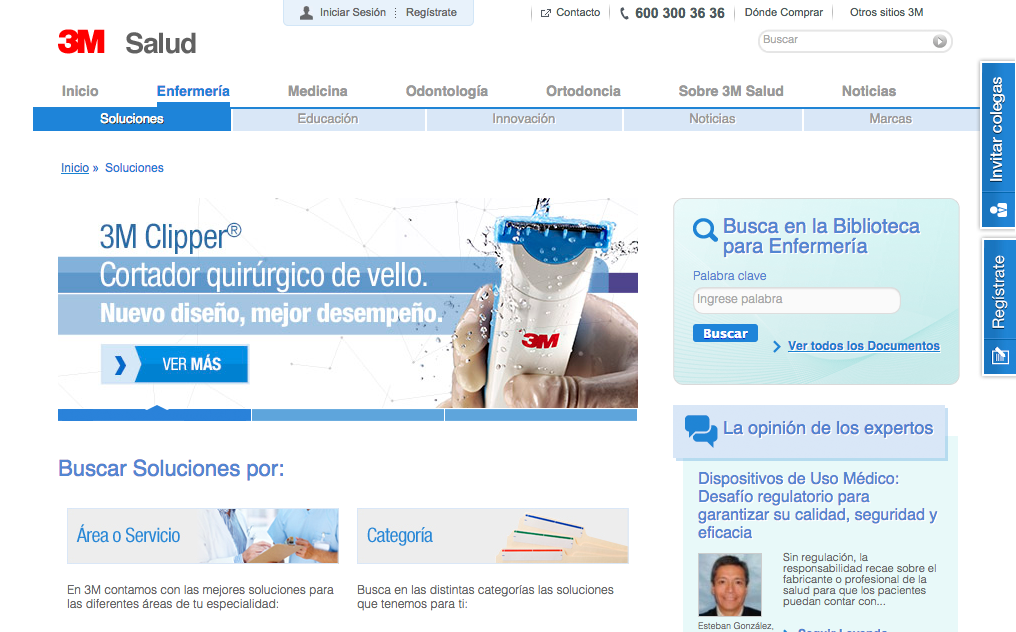 Iniciar Sesión
Regístrate
Contacto
600 300 36 36
Dónde Comprar
Otros sitios 3M
3M Salud
Buscar
Inicio
Enfermería
Medicina
Odontología
Ortodoncia
Sobre 3M Salud
Noticias
Soluciones
Educación
Innovación
Noticias
Marcas
Invitar colegas
Regístrate
Inicio » Soluciones
3M Clipper®
Cortador quirúrgico de vello.
Nuevo diseño, mejor desempeño.
VER MÁS
3M
Busca en la Biblioteca
para Enfermería
Palabra clave
Ingrese palabra
Buscar
Ver todos los Documentos
La opinión de los expertos
Dispositivos de Uso Médico:
Desafío regulatorio para
garantizar su calidad, seguridad y
eficacia
Sin regulación, la
responsabilidad recae sobre el
fabricante o profesional de la
salud para que los pacientes
puedan contar con...
Esteban González,
Seguir Leyendo
Buscar Soluciones por:
Área o Servicio
En 3M contamos con las mejores soluciones para
las diferentes áreas de tu especialidad:
Categoría
Busca en las distintas categorías las soluciones
que tenemos para ti: